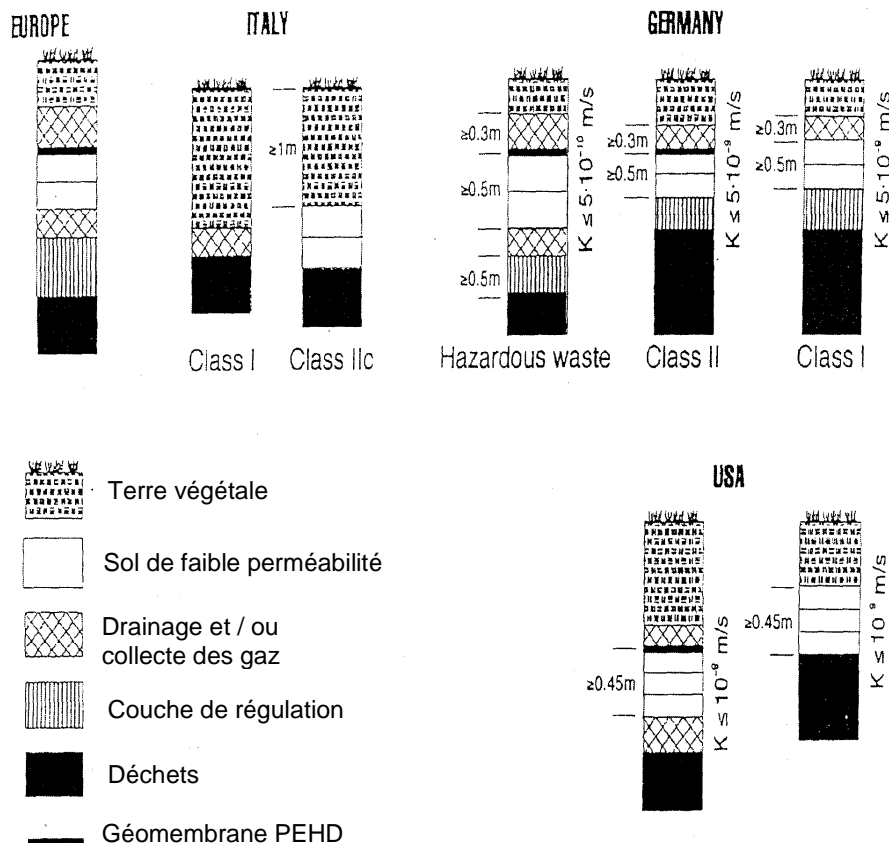 EUROPE
ITALY
GERMANY
≥1m
≥0.3m
≥0.5m
≥0.5m
K ≤ 5·10⁻¹⁰ m/s
≥0.3m
≥0.5m
K ≤ 5·10⁻⁹ m/s
≥0.3m
≥0.5m
K ≤ 5·10⁻⁹ m/s
Class I
Class IIc
Hazardous waste
Class II
Class I
Terre végétale
Sol de faible perméabilité
Drainage et / ou
collecte des gaz
Couche de régulation
Déchets
Géomembrane PEHD
USA
≥0.45m
K ≤ 10⁻⁸ m/s
≥0.45m
K ≤ 10⁻⁹ m/s